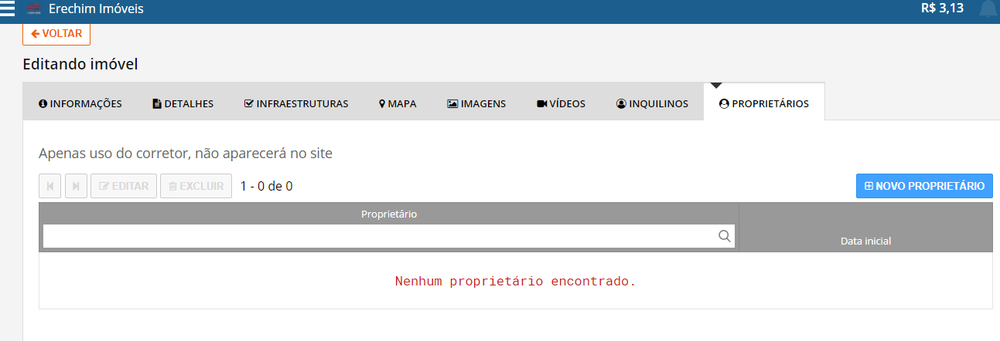 Erechim Imóveis
R$ 3,13
VOLTAR
Editando imóvel
INFORMAÇÕES DETALHES INFRAESTRUTURAS MAPA IMAGENS VÍDEOS INQUILINOS PROPRIETÁRIOS
Apenas uso do corretor, não aparecerá no site
EDITAR EXCLUIR 1 - 0 de 0 NOVO PROPRIETÁRIO
Proprietário
Data inicial
Nenhum proprietário encontrado.